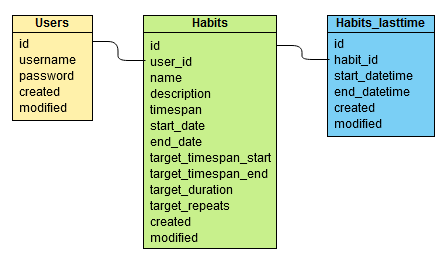 Users
id
username
password
created
modified
Habits
id
user_id
name
description
timespan
start_date
end_date
target_timespan_start
target_timespan_end
target_duration
target_repeats
created
modified
Habits_lasttime
id
habit_id
start_datetime
end_datetime
created
modified